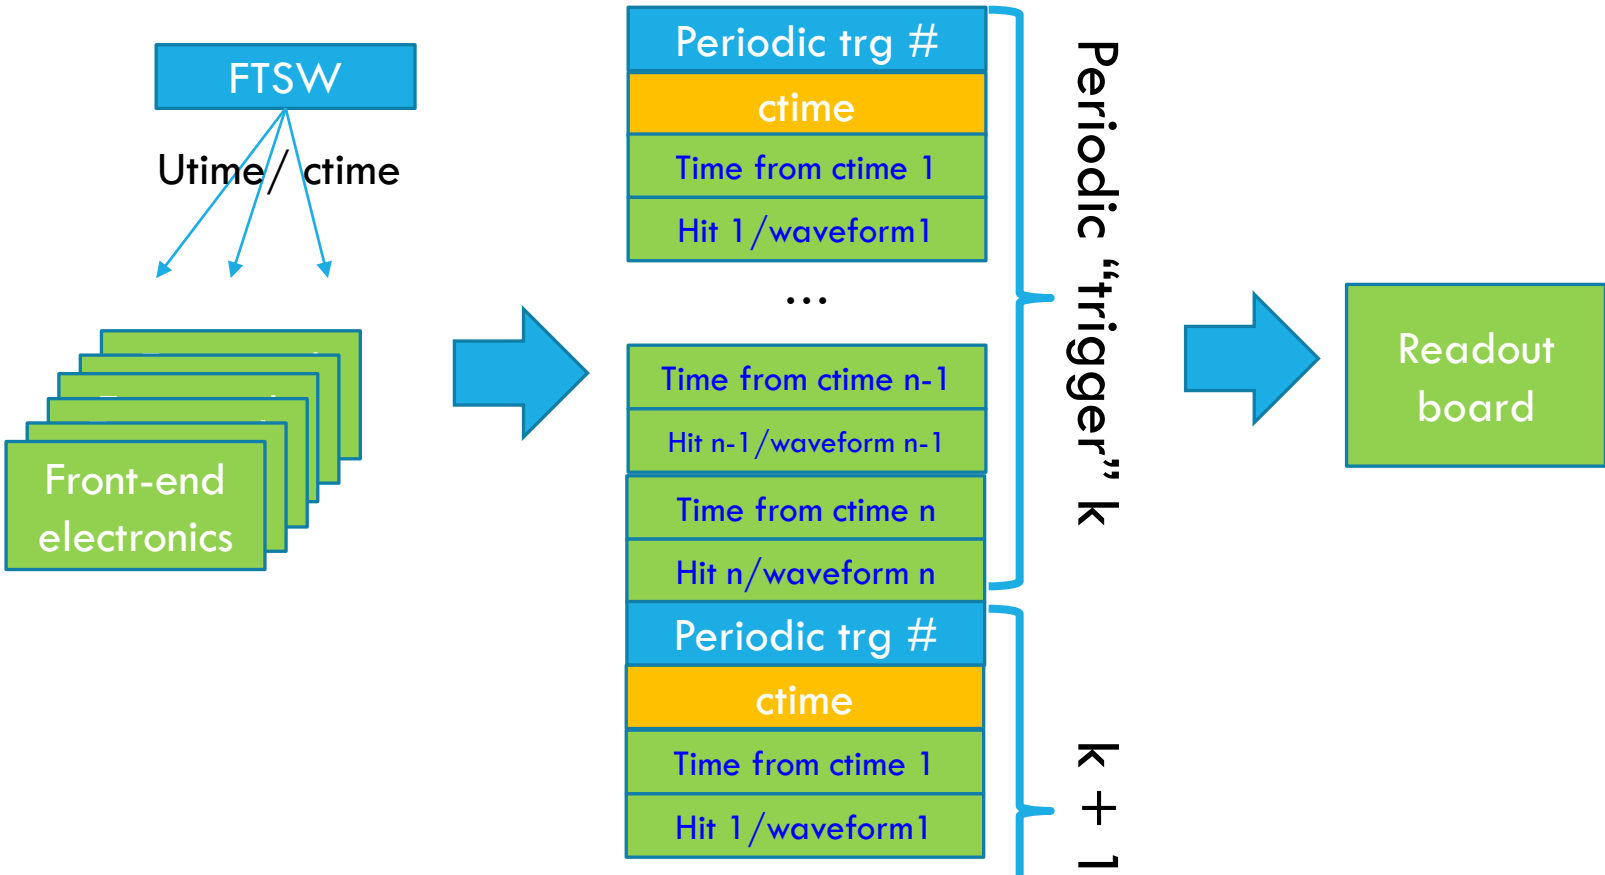 FTSW
Utime/ ctime
Front-end
electronics
Periodic trg #
ctime
Time from ctime 1
Hit 1/waveform1
...
Time from ctime n-1
Hit n-1/waveform n-1
Time from ctime n
Hit n/waveform n
Periodic trg #
ctime
Time from ctime 1
Hit 1/waveform1
Periodic “trigger” k
k + 1
Readout
board